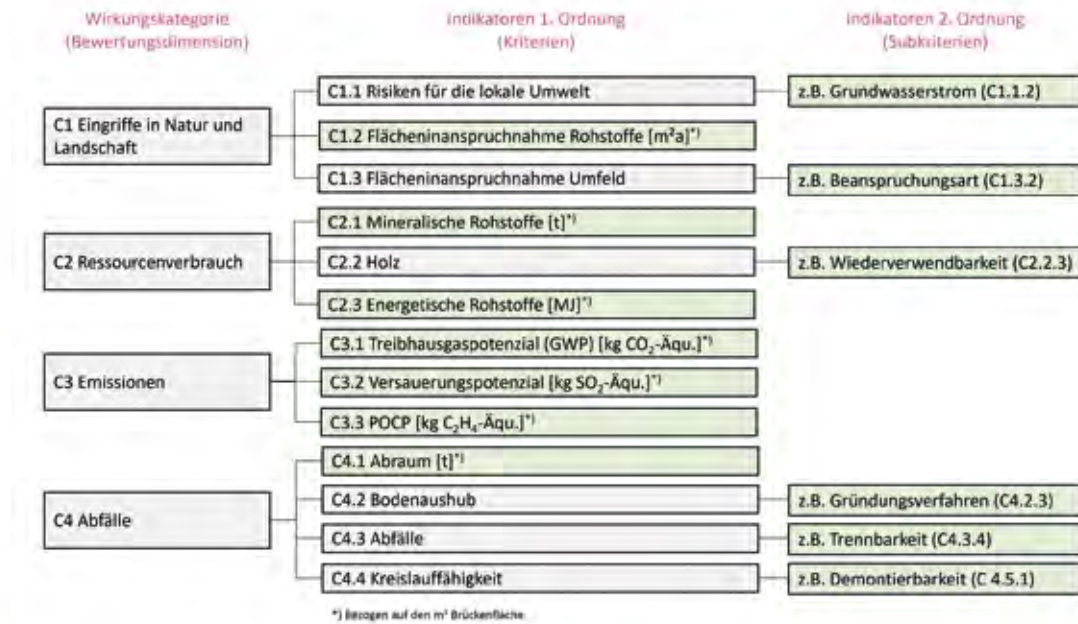 Wirkungskategorie
(Bewertungsdimension)
Indikatoren 1. Ordnung
(Kriterien)
Indikatoren 2. Ordnung
(Subkriterien)
C1 Eingriffe in Natur und
Landschaft
C1.1 Risiken für die lokale Umwelt
z.B. Grundwasserstrom (C1.1.2)
C1.2 Flächeninanspruchnahme Rohstoffe [m²a]*)
C1.3 Flächeninanspruchnahme Umfeld
z.B. Beanspruchungsart (C1.3.2)
C2 Ressourcenverbrauch
C2.1 Mineralische Rohstoffe [t]*)
C2.2 Holz
z.B. Wiederverwendbarkeit (C2.2.3)
C2.3 Energetische Rohstoffe [MJ]*)
C3 Emissionen
C3.1 Treibhausgaspotenzial (GWP) [kg CO₂-Äqu.]*)
C3.2 Versäuerungspotenzial [kg SO₂-Äqu.]*)
C3.3 POCP [kg C₂H₄-Äqu.]*)
C4 Abfälle
C4.1 Abraum [t]*)
C4.2 Bodenaushub
z.B. Gründungsverfahren (C4.2.3)
C4.3 Abfälle
z.B. Trennbarkeit (C4.3.4)
C4.4 Kreislauffähigkeit
z.B. Demontierbarkeit (C 4.5.1)
*) Bezogen auf den m² Brückenfläche